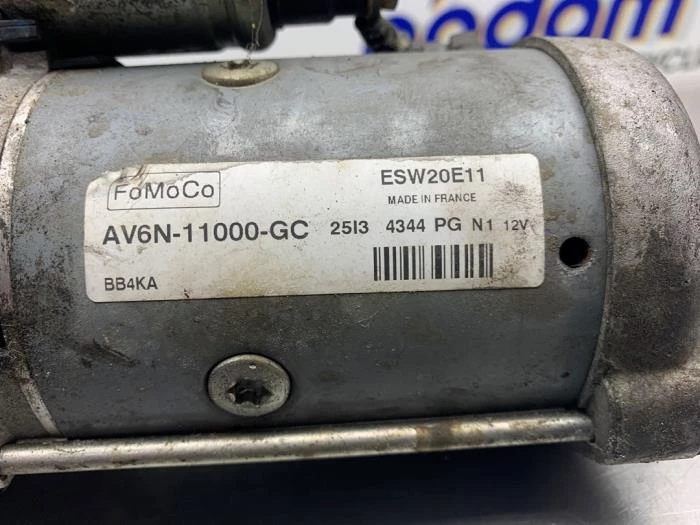 FoMoCo
ESW20E11
MADE IN FRANCE
AV6N-11000-GC 25I3 4344 PG N1 12V
BB4KA